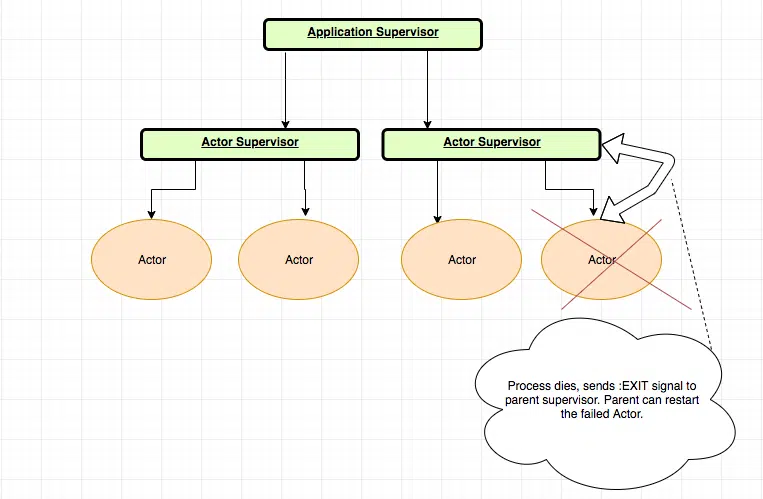 Application Supervisor
Actor Supervisor
Actor Supervisor
Actor
Actor
Actor
Actor
Process dies, sends :EXIT signal to
parent supervisor. Parent can restart
the failed Actor.